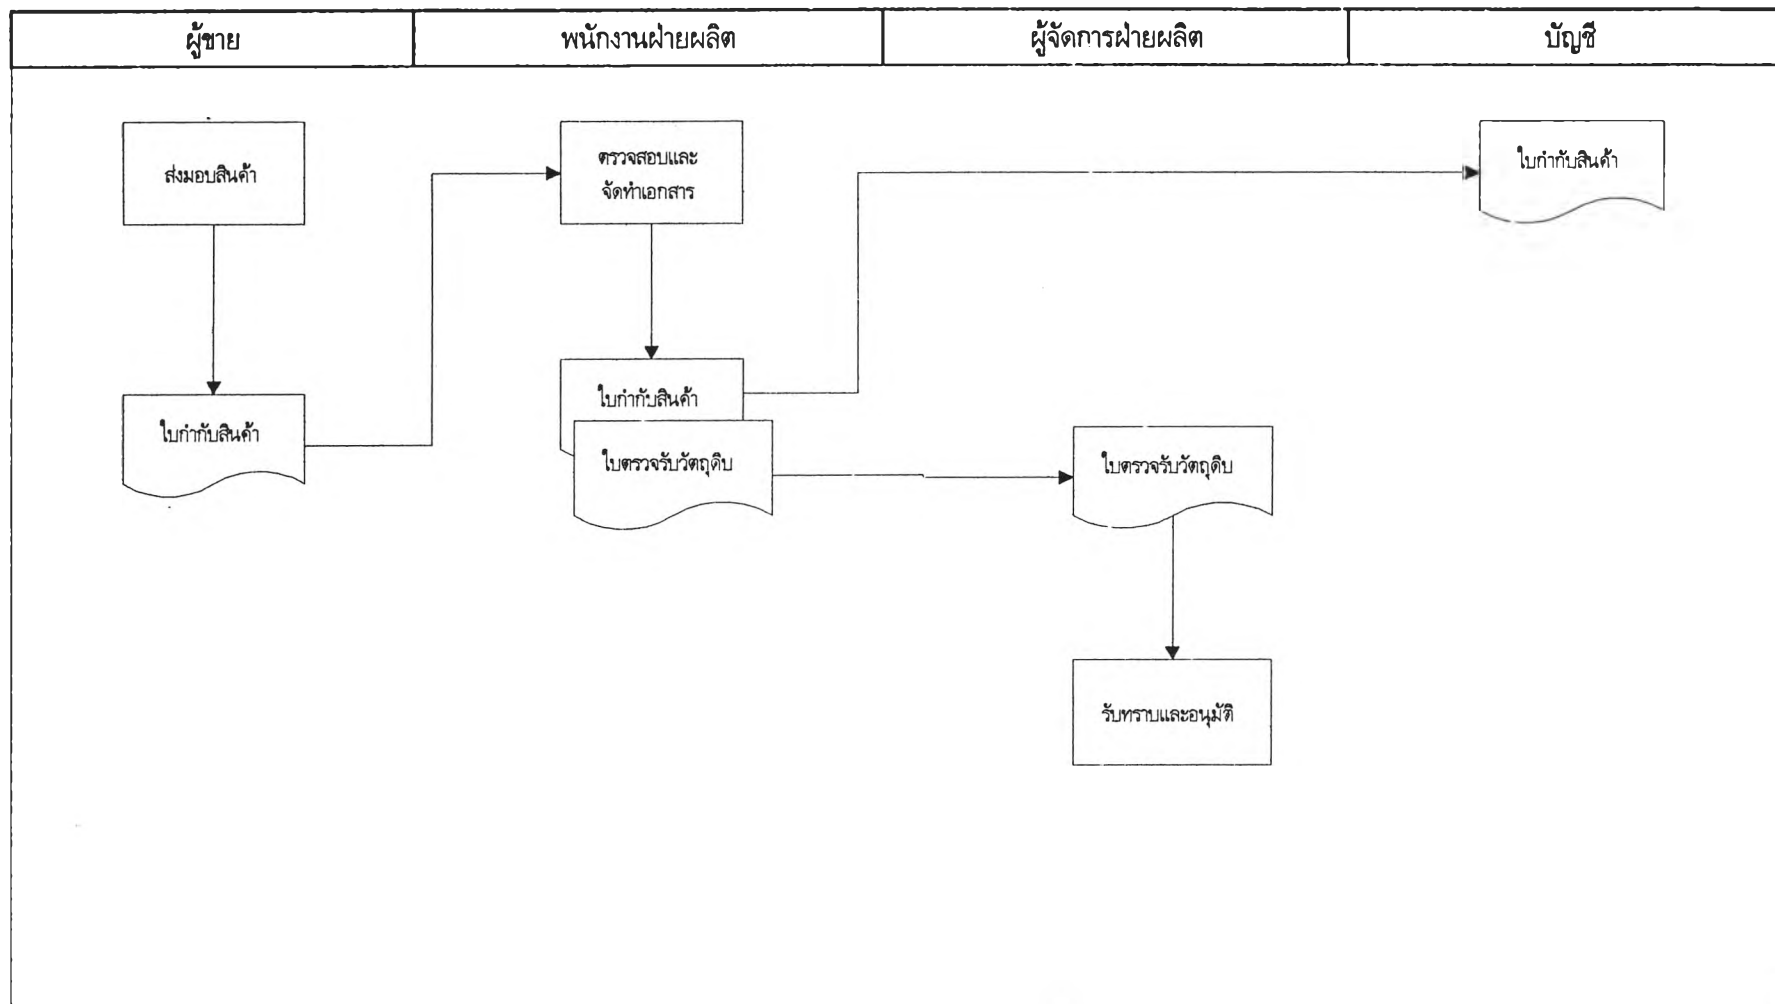 ผู้ขาย
พนักงานฝ่ายผลิต
ผู้จัดการฝ่ายผลิต
บัญชี
ส่งมอบสินค้า
ตรวจสอบและ
จัดทำเอกสาร
ใบกำกับสินค้า
ใบกำกับสินค้า
ใบกำกับสินค้า
ใบตรวจรับวัตถุดิบ
ใบตรวจรับวัตถุดิบ
รับทราบและอนุมัติ